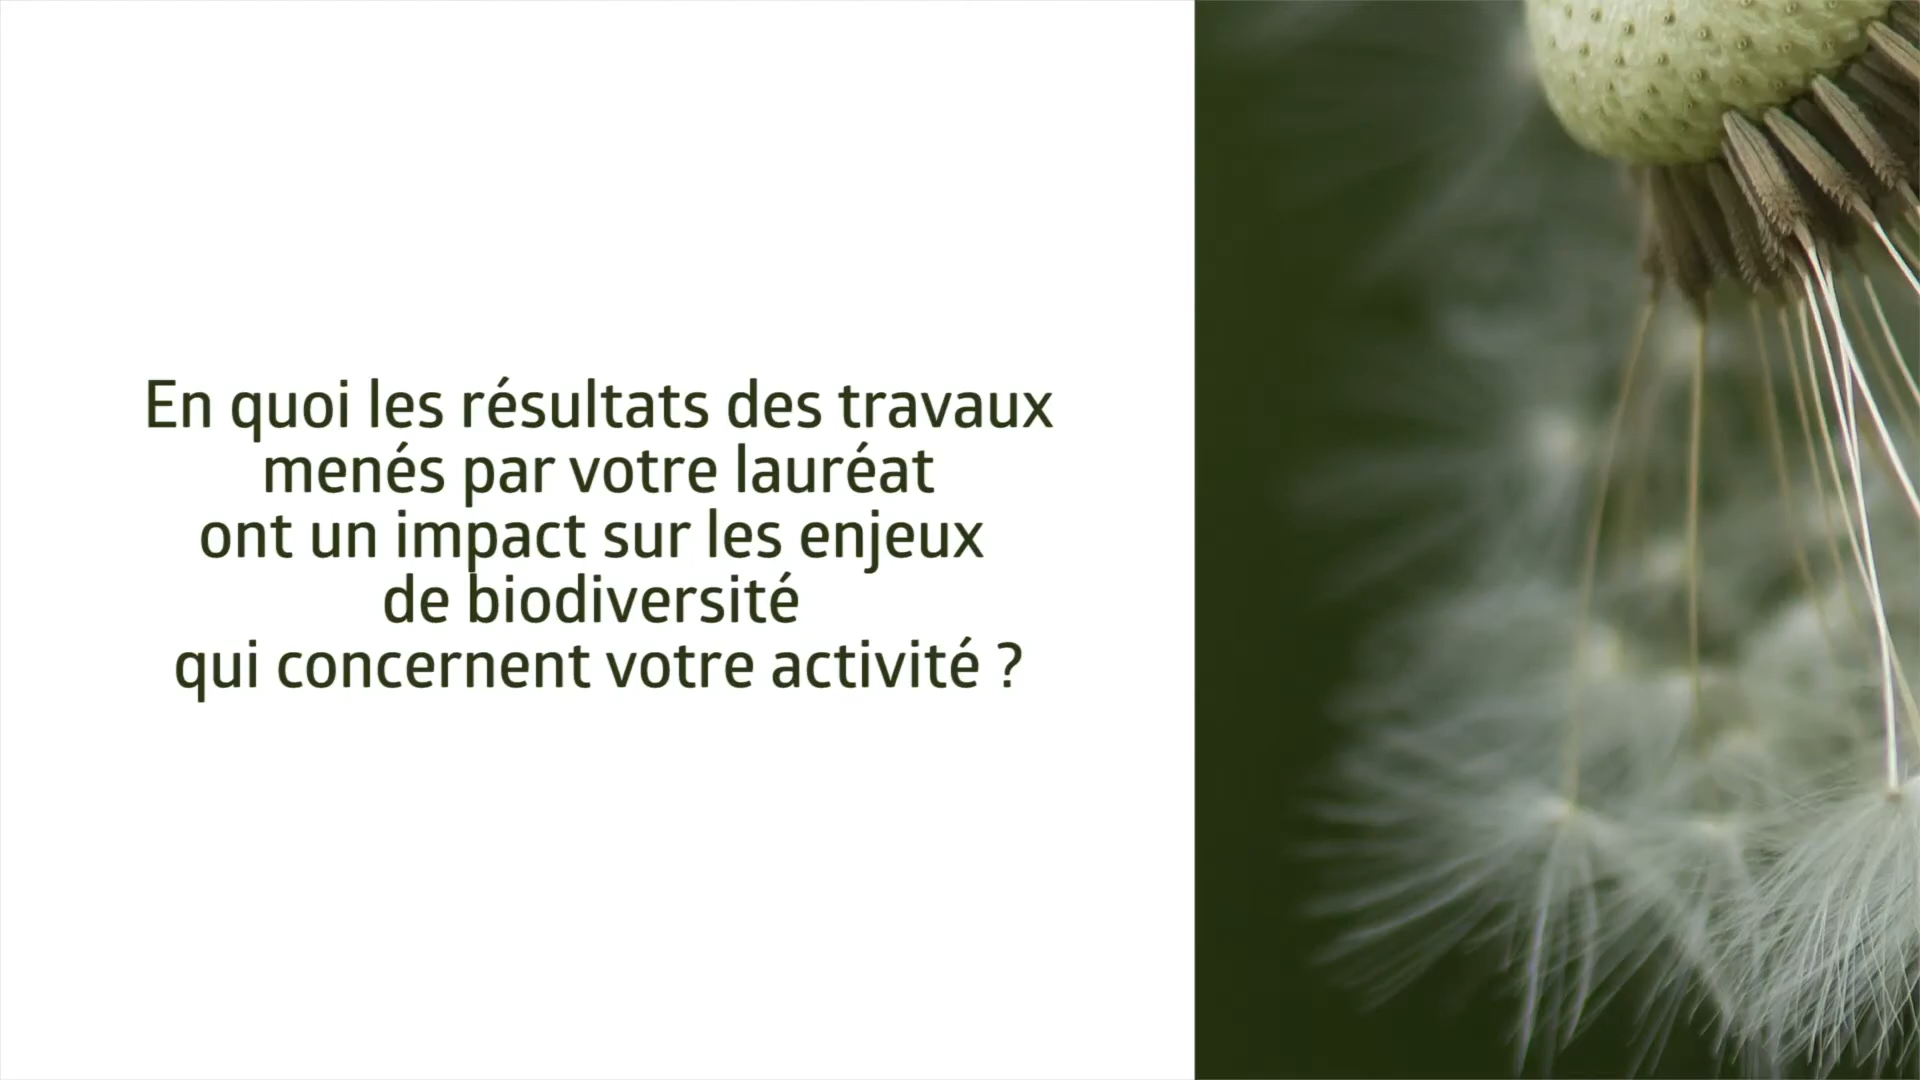 En quoi les résultats des travaux
menés par votre lauréat
ont un impact sur les enjeux
de biodiversité
qui concernent votre activité ?